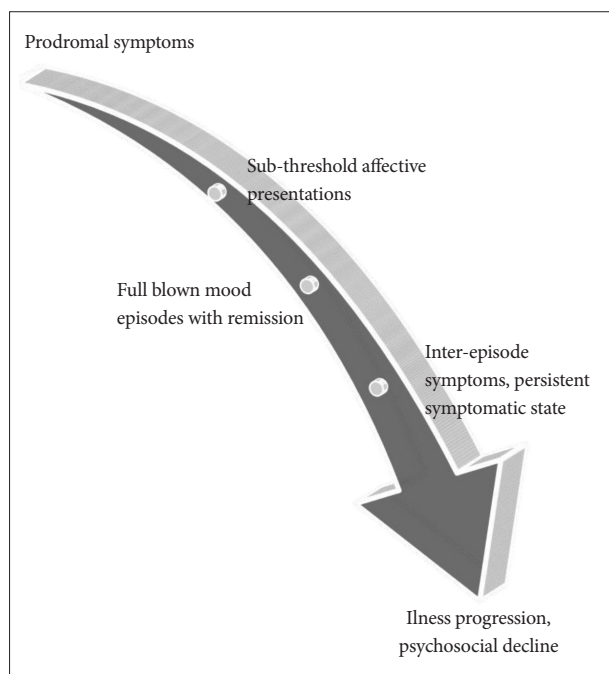 Prodromal symptoms
Sub-threshold affective
presentations
Full blown mood
episodes with remission
Inter-episode
symptoms, persistent
symptomatic state
Ilness progression,
psychosocial decline